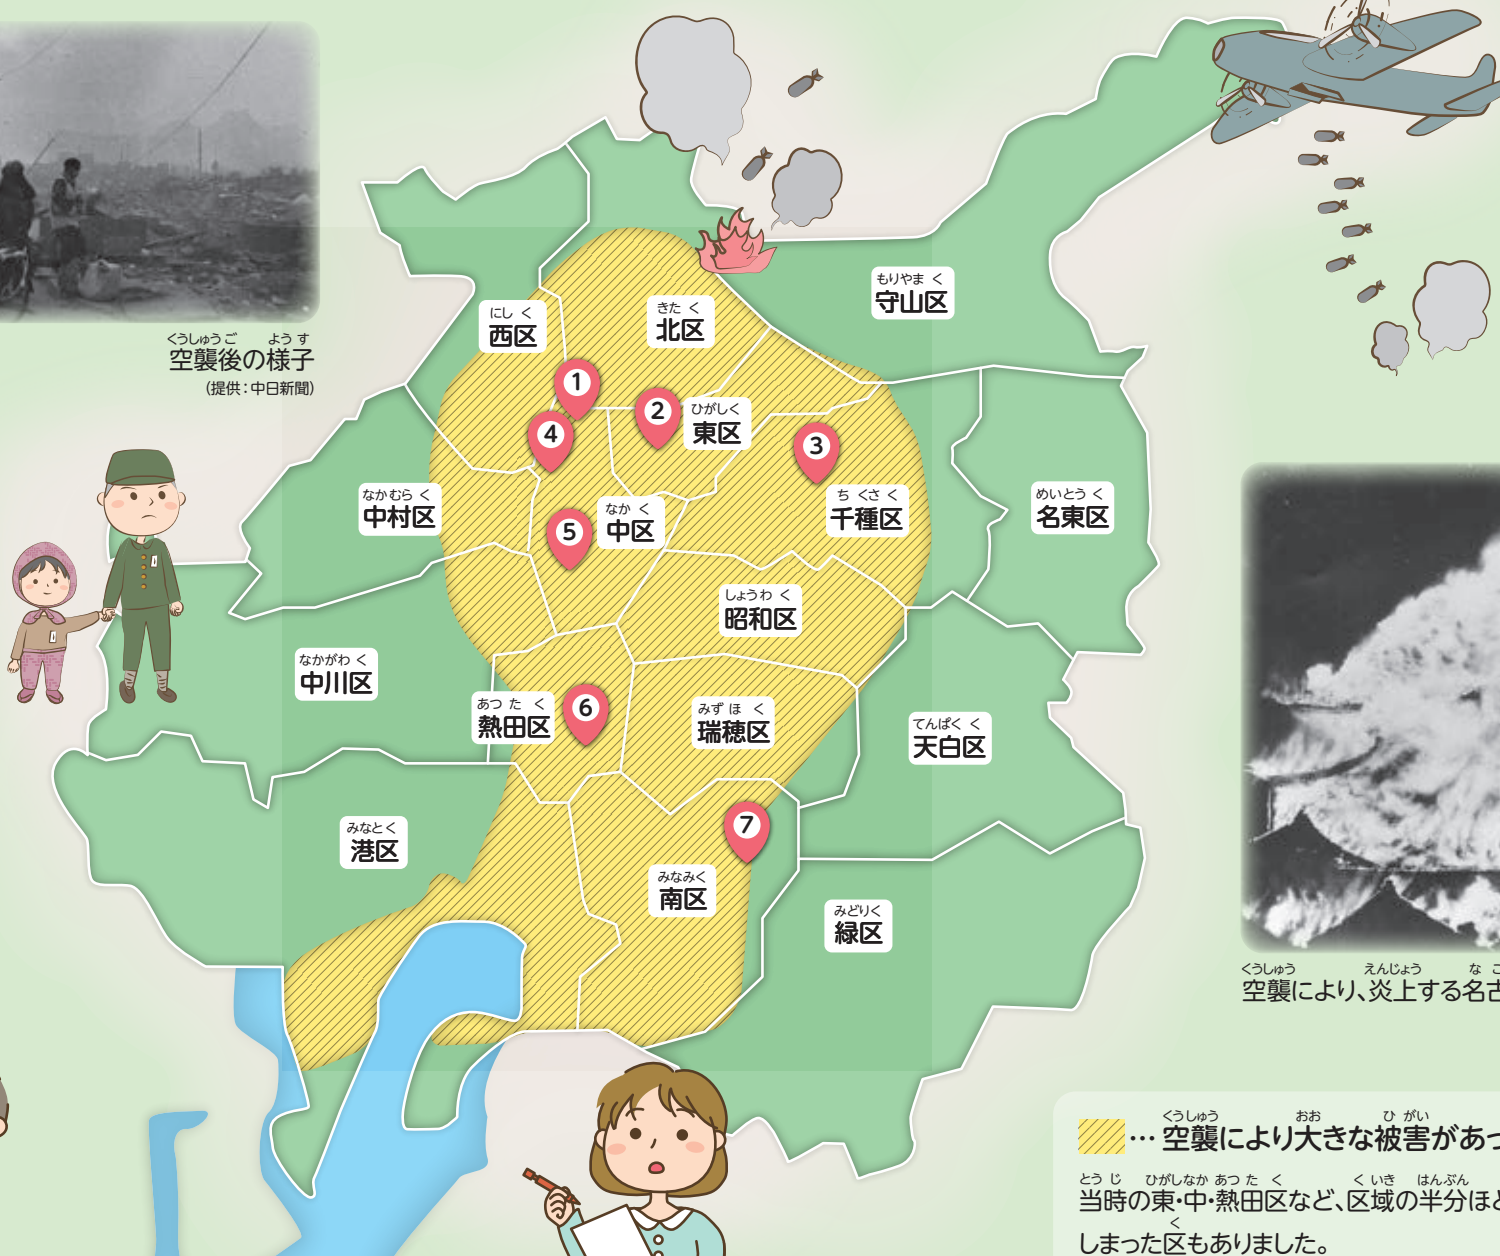 くうしゅうご ようす
空襲後の様子
（提供：中日新聞）
もりやま く
守山区
にし く
西区
きた く
北区
1
2
ひがしく
東区
4
3
なかむら く
中村区
ち くさ く
千種区
めいとう く
名東区
なか く
中区
5
しょうわ く
昭和区
なかがわ く
中川区
あつ た く
熱田区
6
みず ほ く
瑞穂区
てんぱく く
天白区
みなと く
港区
7
みなみく
南区
みどりく
緑区
くうしゅう えんじょう な ご
空襲により、炎上する名古
くうしゅう おお ひ がい
… 空襲により大きな被害があっ
とう じ ひがしなか あつ た く く いき はんぶん
当時の東・中・熱田区など、区域の半分ほど
く
しまった区もありました。